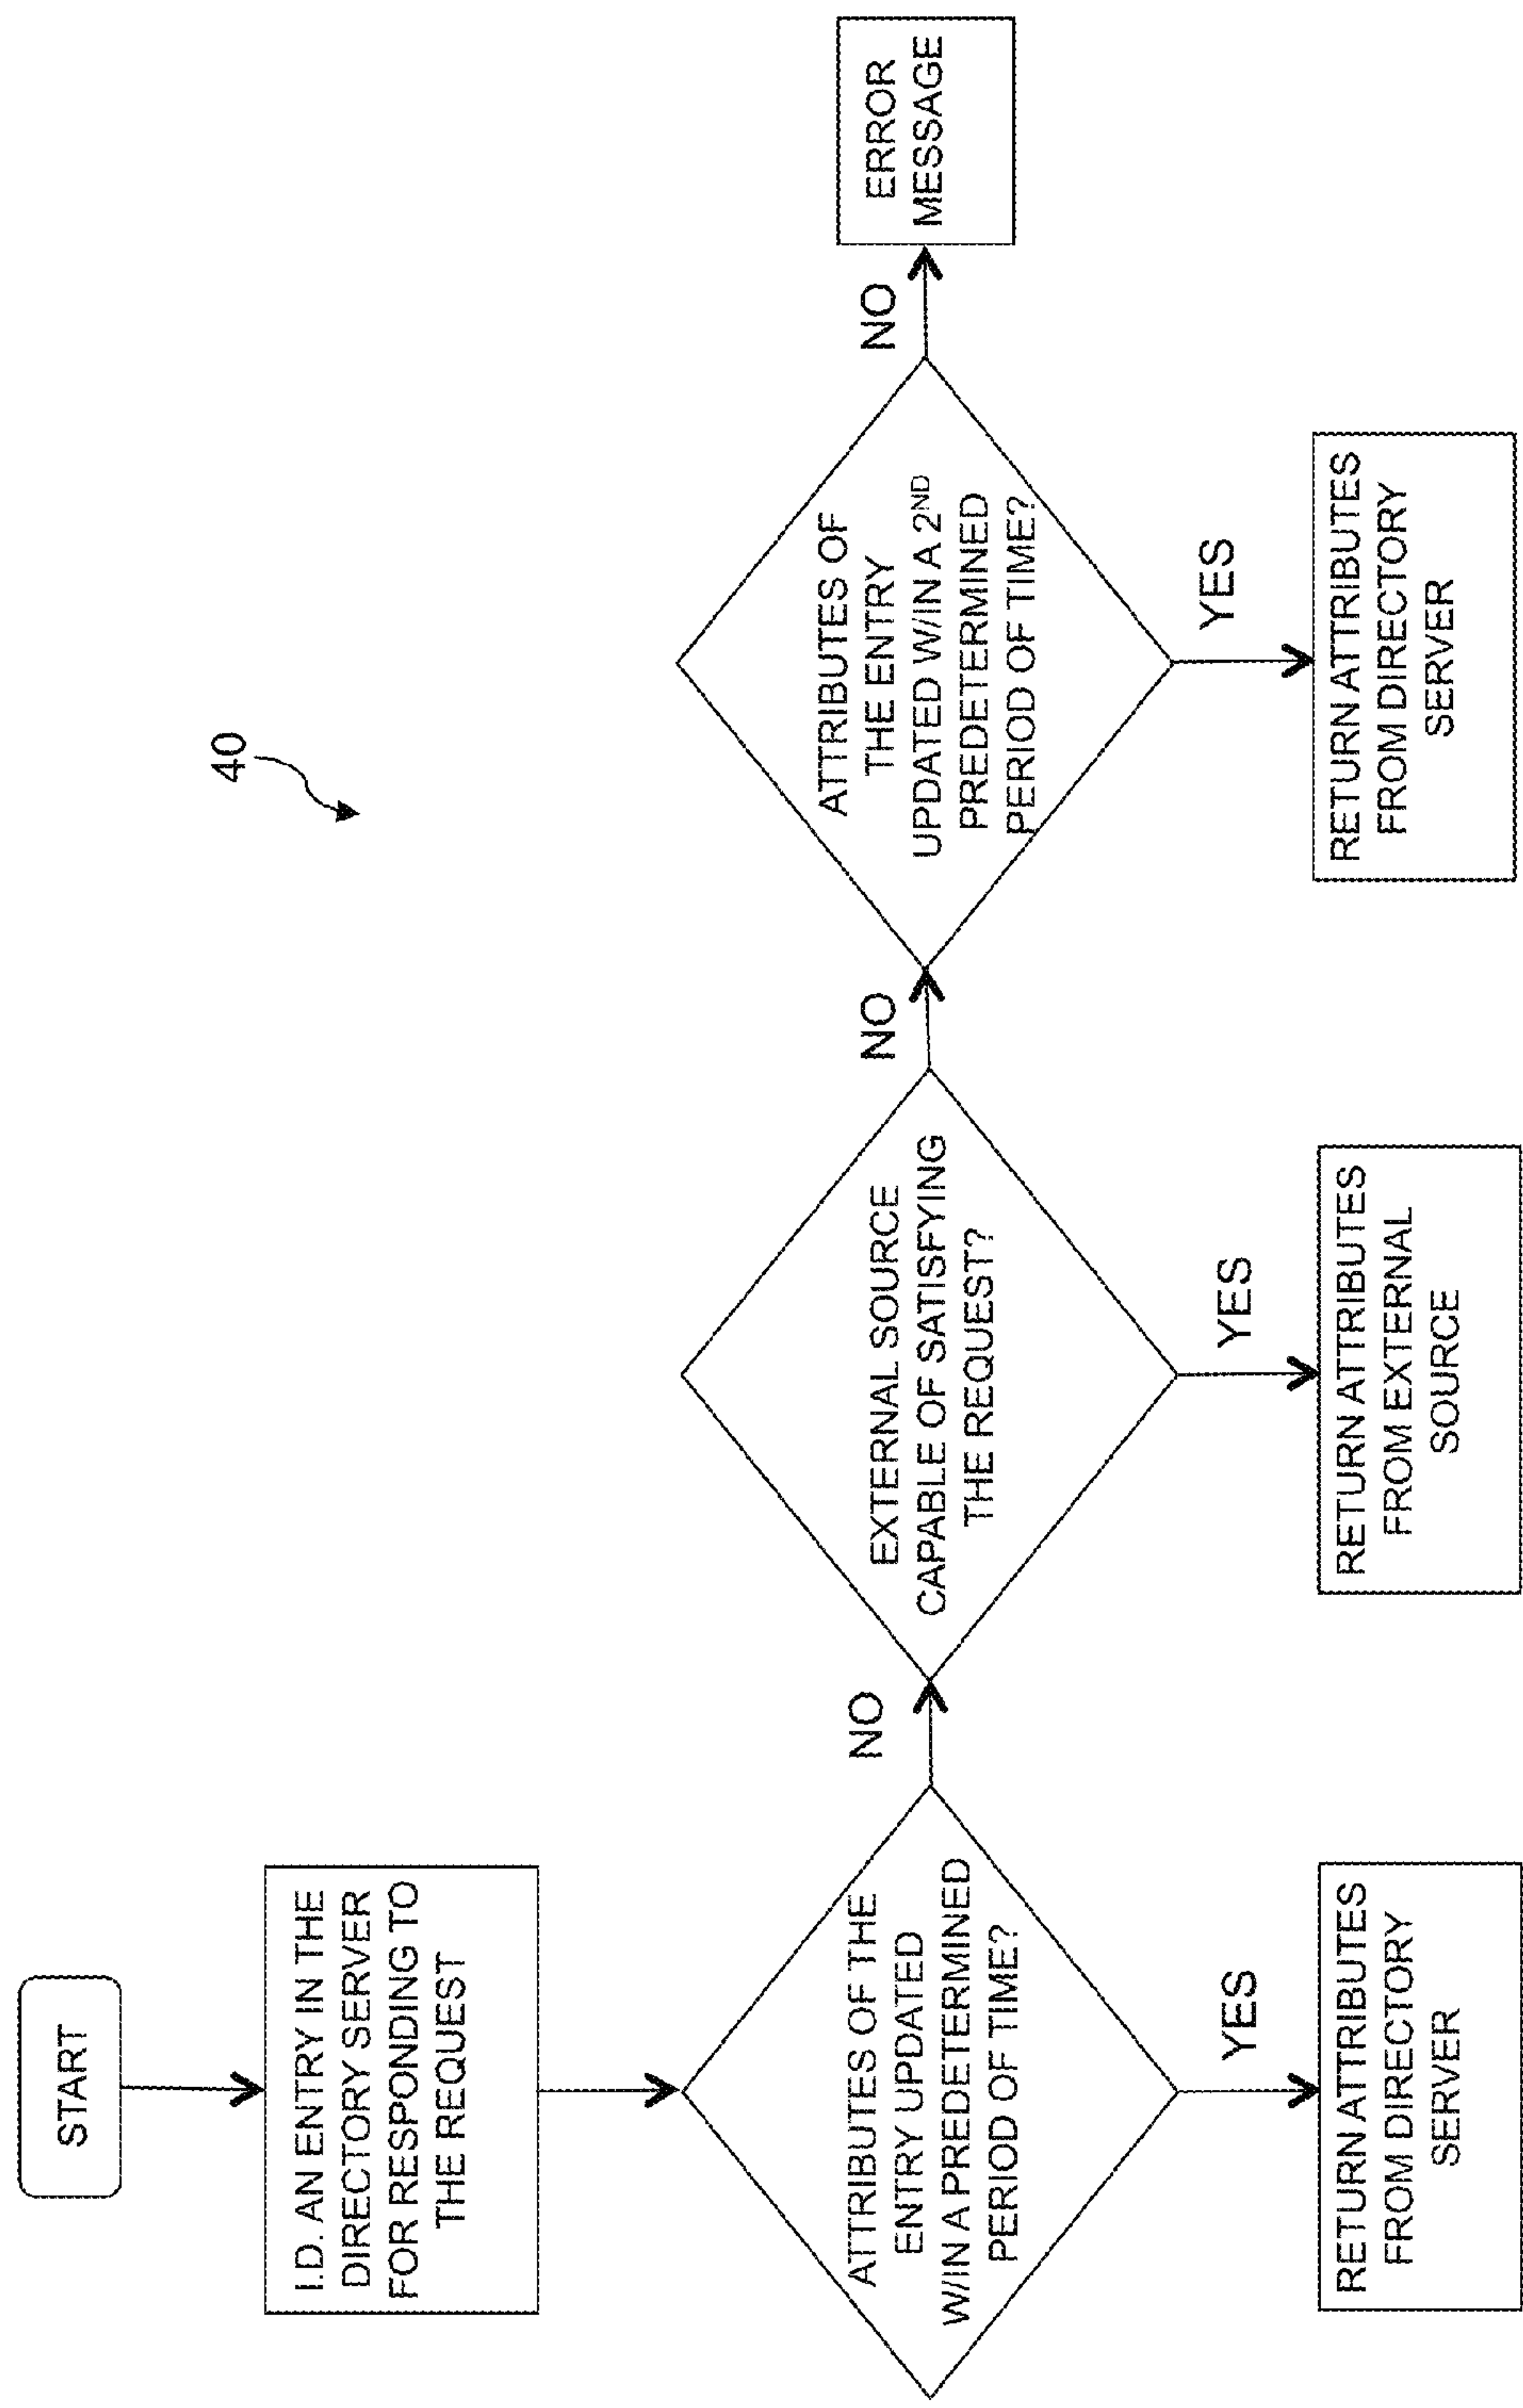 40
START
I.D. AN ENTRY IN THE
DIRECTORY SERVER
FOR RESPONDING TO
THE REQUEST
ATTRIBUTES OF THE
ENTRY UPDATED
W/IN A PREDETERMINED
PERIOD OF TIME?
YES
RETURN ATTRIBUTES
FROM DIRECTORY
SERVER
NO
EXTERNAL SOURCE
CAPABLE OF SATISFYING
THE REQUEST?
YES
RETURN ATTRIBUTES
FROM EXTERNAL
SOURCE
NO
ATTRIBUTES OF
THE ENTRY
UPDATED W/IN A 2ND
PREDETERMINED
PERIOD OF TIME?
YES
RETURN ATTRIBUTES
FROM DIRECTORY
SERVER
NO
ERROR
MESSAGE